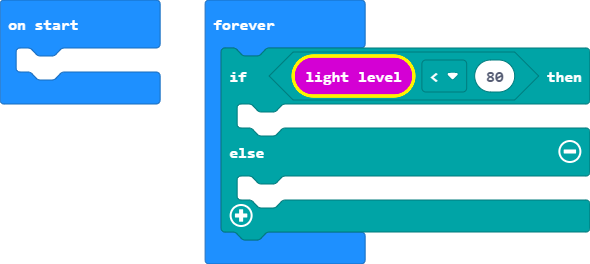 on start
forever
if light level < 80 then
else